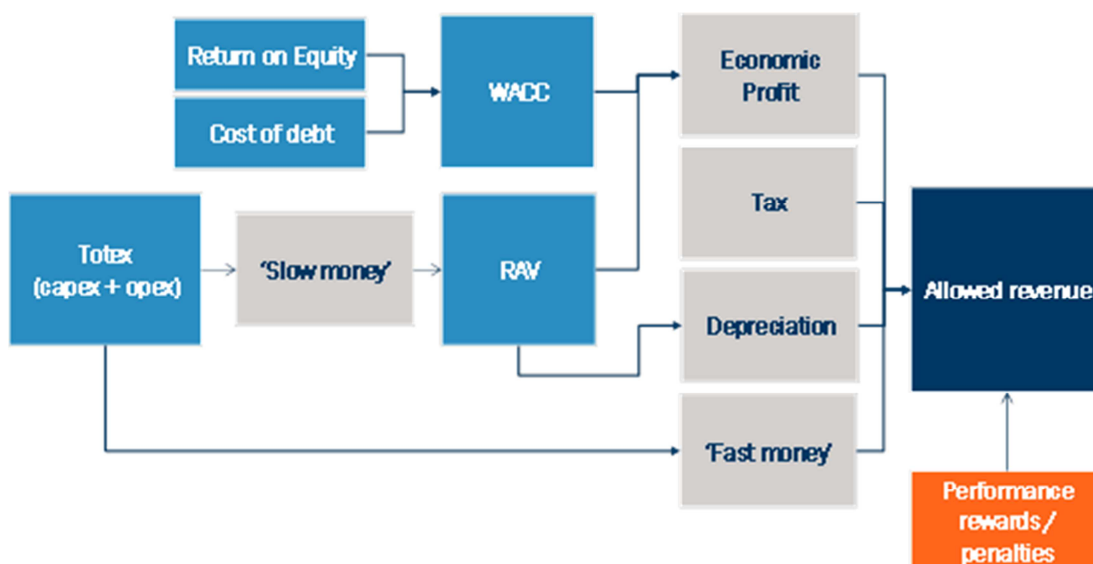 Return on Equity
Cost of debt
WACC
Economic
Profit
Tax
Totex
(capex + opex)
‘Slow money’
RAV
Depreciation
Allowed revenue
‘Fast money’
Performance
rewards/
penalties